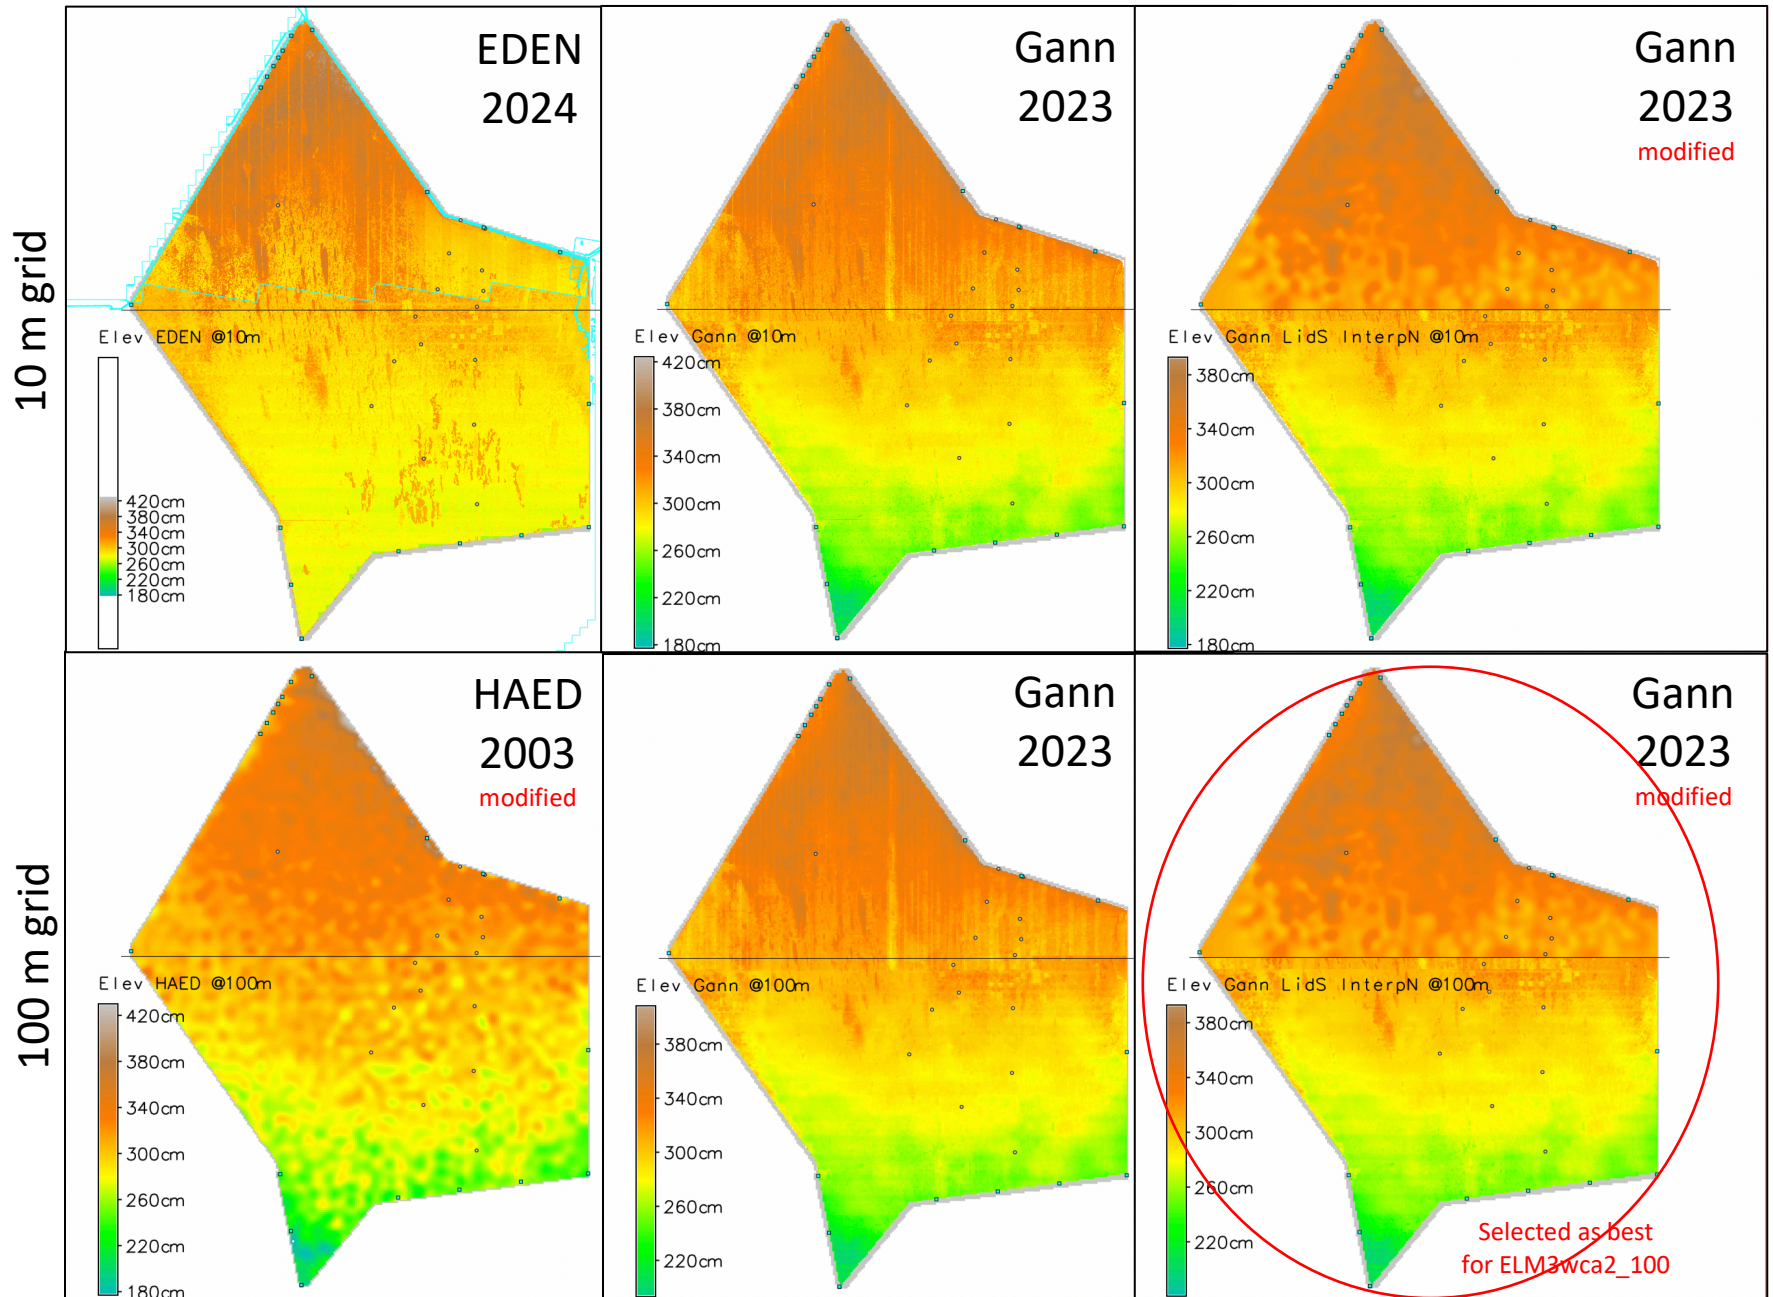 10 m grid
EDEN
2024
Elev EDEN @10m
420cm
380cm
340cm
300cm
260cm
220cm
180cm
Gann
2023
Elev Gann @10m
420cm
380cm
340cm
300cm
260cm
220cm
180cm
Gann
2023
modified
Elev Gann LidS InterpN @10m
380cm
340cm
300cm
260cm
220cm
180cm
100 m grid
HAED
2003
modified
Elev HAED @100m
420cm
380cm
340cm
300cm
260cm
220cm
180cm
Gann
2023
Elev Gann @100m
380cm
340cm
300cm
260cm
220cm
Gann
2023
modified
Elev Gann LidS InterpN @100m
380cm
340cm
300cm
260cm
220cm
Selected as best
for ELM3wca2_100